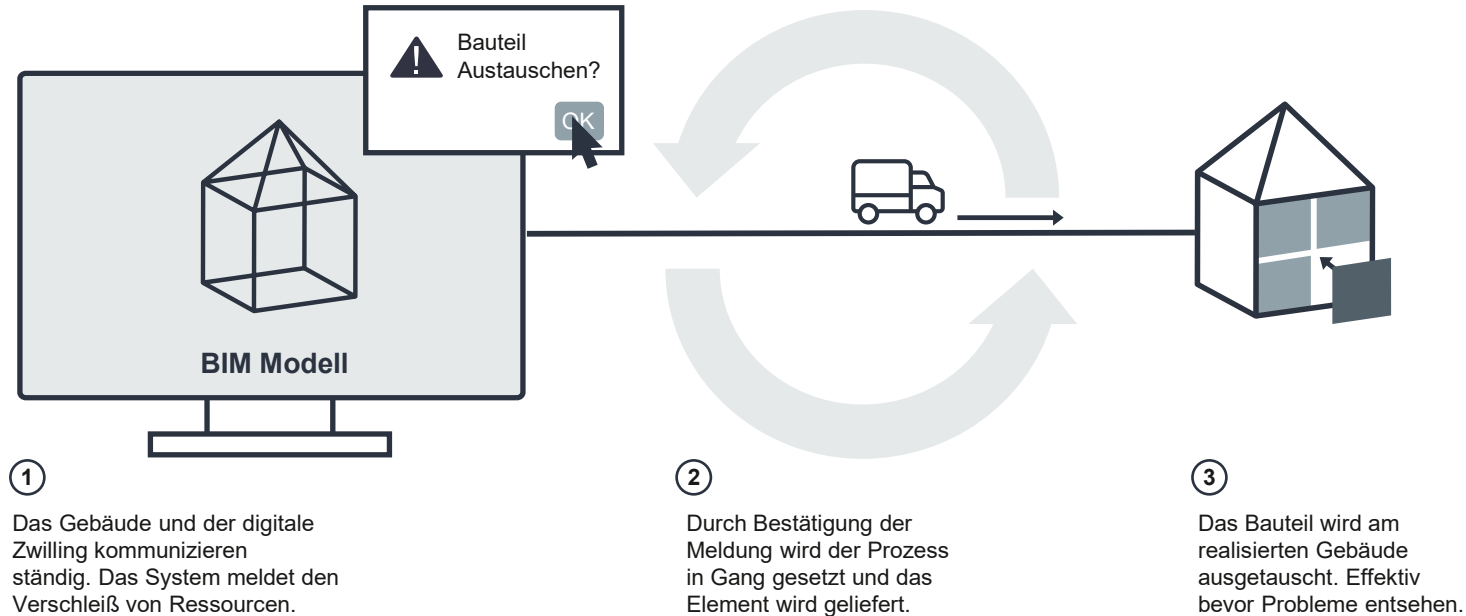 Bauteil
Austauschen?
OK
BIM Modell
1
Das Gebäude und der digitale
Zwilling kommunizieren
ständig. Das System meldet den
Verschleiß von Ressourcen.
2
Durch Bestätigung der
Meldung wird der Prozess
in Gang gesetzt und das
Element wird geliefert.
3
Das Bauteil wird am
realisierten Gebäude
ausgetauscht. Effektiv
bevor Probleme entsehen.